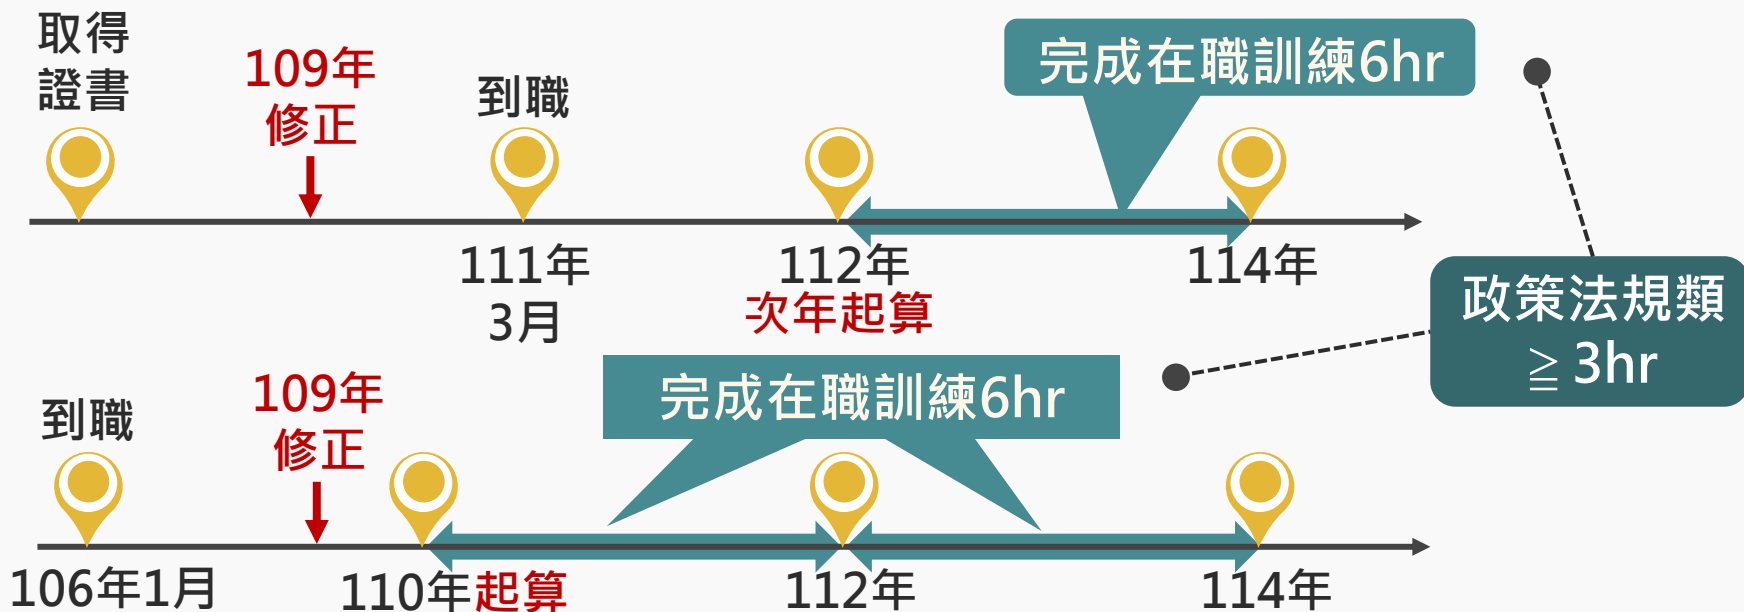 取得
證書
109年
修正
到職
完成在職訓練6hr
111年
3月
112年
次年起算
114年
政策法規類
≧ 3hr
到職
109年
修正
完成在職訓練6hr
106年1月
110年起算
112年
114年